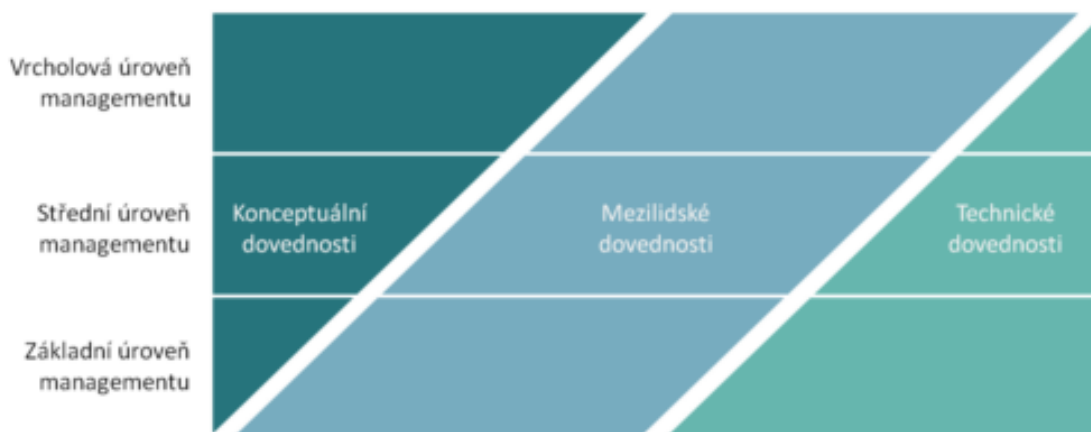 Vrcholová úroveň
managementu
Střední úroveň
managementu
Konceptuální
dovednosti
Mezilidské
dovednosti
Technické
dovednosti
Základní úroveň
managementu